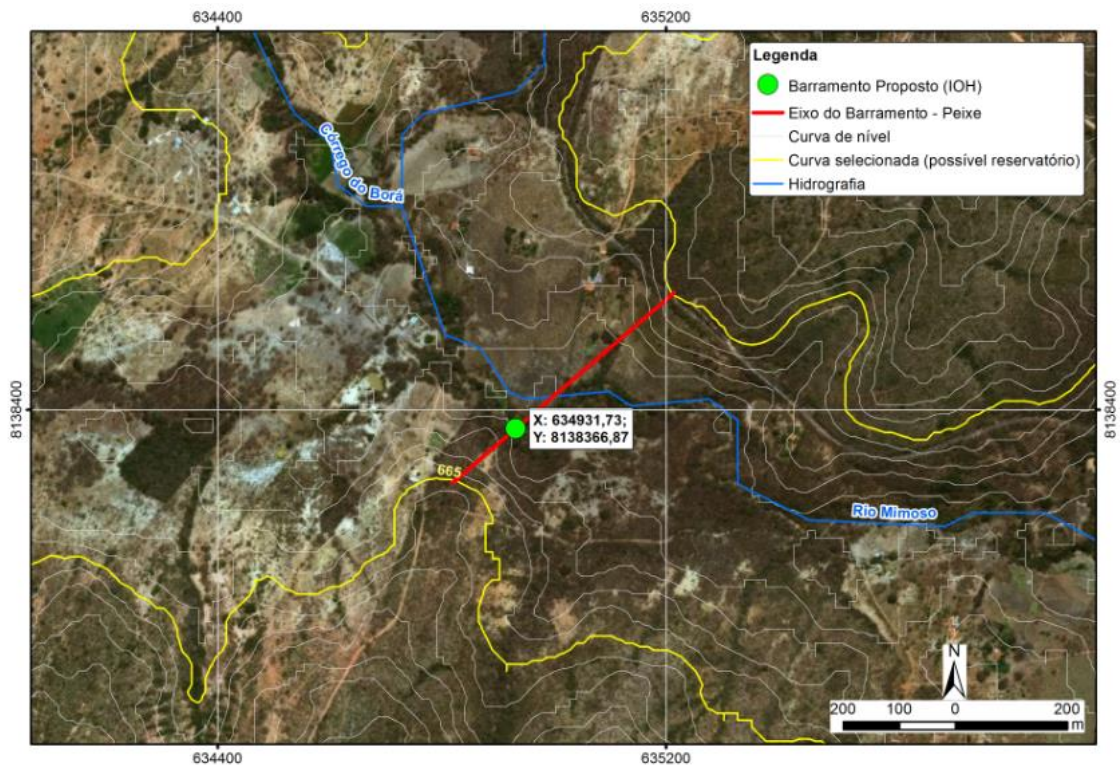 634400
635200
Legenda
Barramento Proposto (IOH)
Eixo do Barramento - Peixe
Curva de nível
Curva selecionada (possível reservatório)
Hidrografia
Córrego do Borá
8138400
8138400
X: 634931,73;
Y: 8138366,87
665
Rio Mimoso
N
200 100 0 200
m
634400
635200